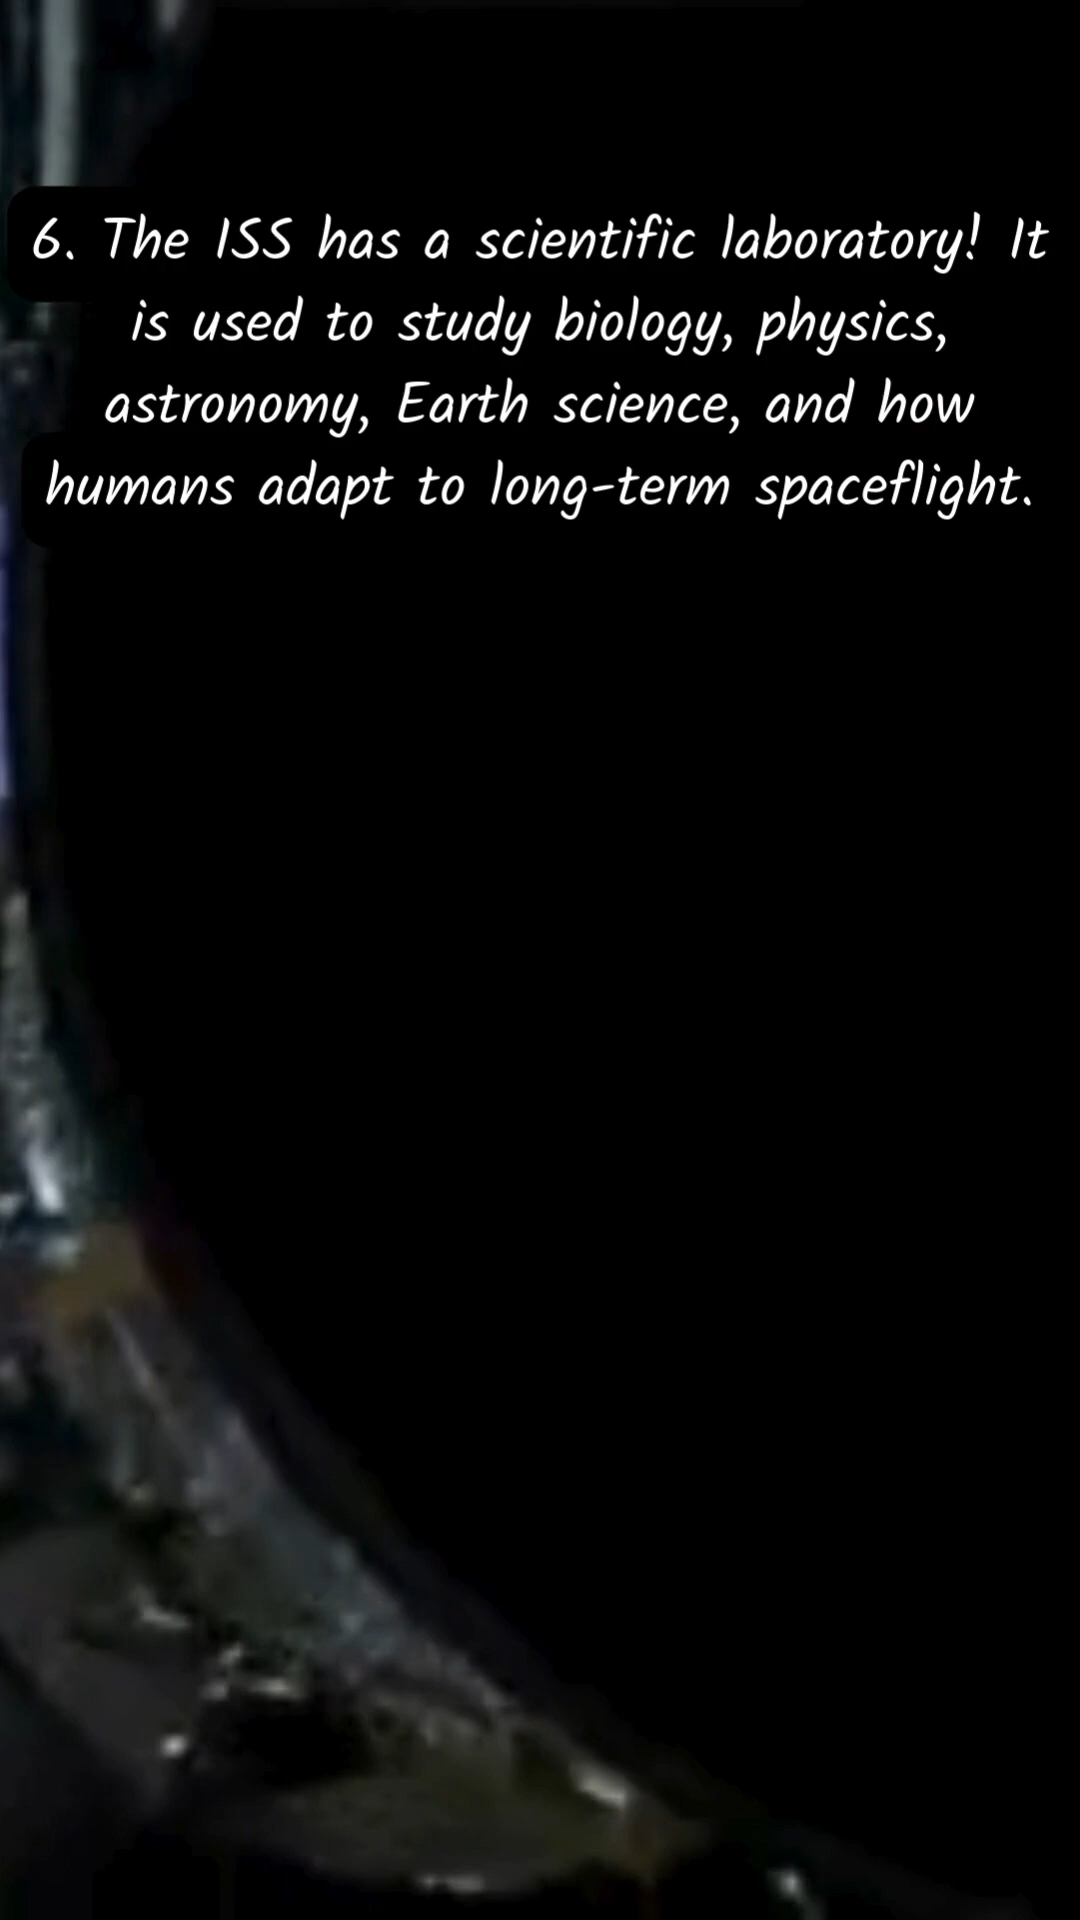 6. The ISS has a scientific laboratory! It
is used to study biology, physics,
astronomy, Earth science, and how
humans adapt to long-term spaceflight.